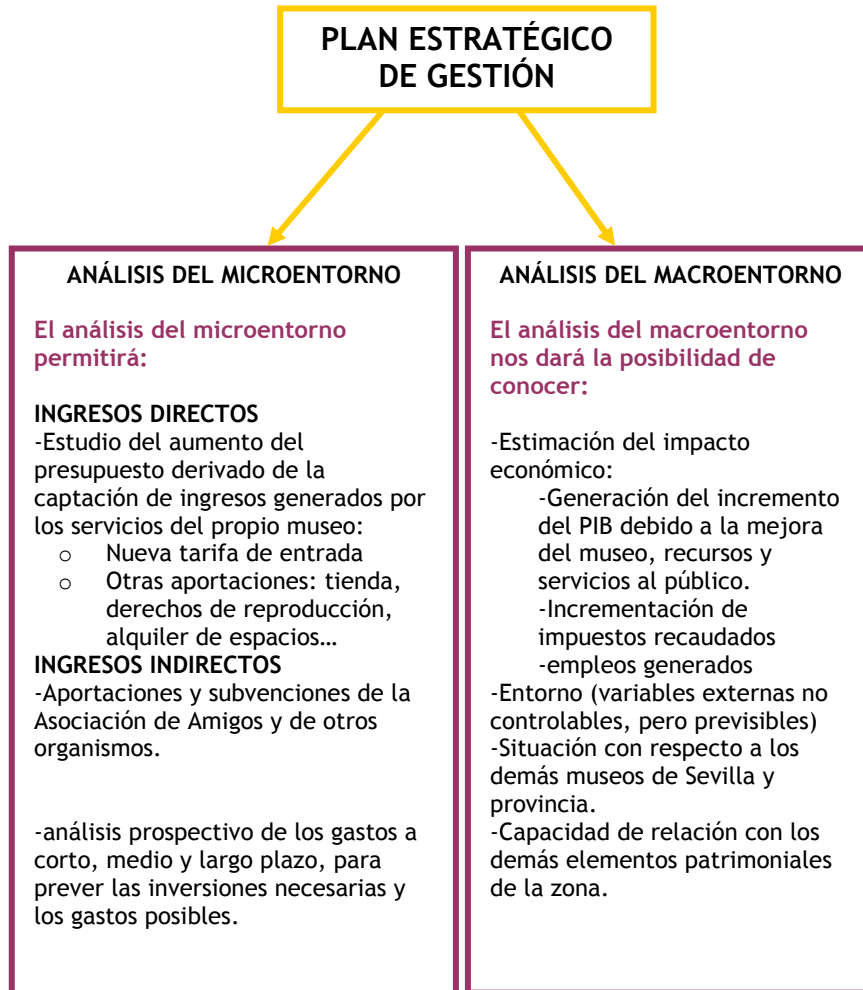 PLAN ESTRATÉGICO
DE GESTIÓN
ANÁLISIS DEL MICROENTORNO
El análisis del microentorno
permitirá:
INGRESOS DIRECTOS
-Estudio del aumento del
presupuesto derivado de la
captación de ingresos generados por
los servicios del propio museo:
o Nueva tarifa de entrada
o Otras aportaciones: tienda,
derechos de reproducción,
alquiler de espacios…
INGRESOS INDIRECTOS
-Aportaciones y subvenciones de la
Asociación de Amigos y de otros
organismos.
-análisis prospectivo de los gastos a
corto, medio y largo plazo, para
prever las inversiones necesarias y
los gastos posibles.
ANÁLISIS DEL MACROENTORNO
El análisis del macroentorno
nos dará la posibilidad de
conocer:
-Estimación del impacto
económico:
-Generación del incremento
del PIB debido a la mejora
del museo, recursos y
servicios al público.
-Incrementación de
impuestos recaudados
-empleos generados
-Entorno (variables externas no
controlables, pero previsibles)
-Situación con respecto a los
demás museos de Sevilla y
provincia.
-Capacidad de relación con los
demás elementos patrimoniales
de la zona.